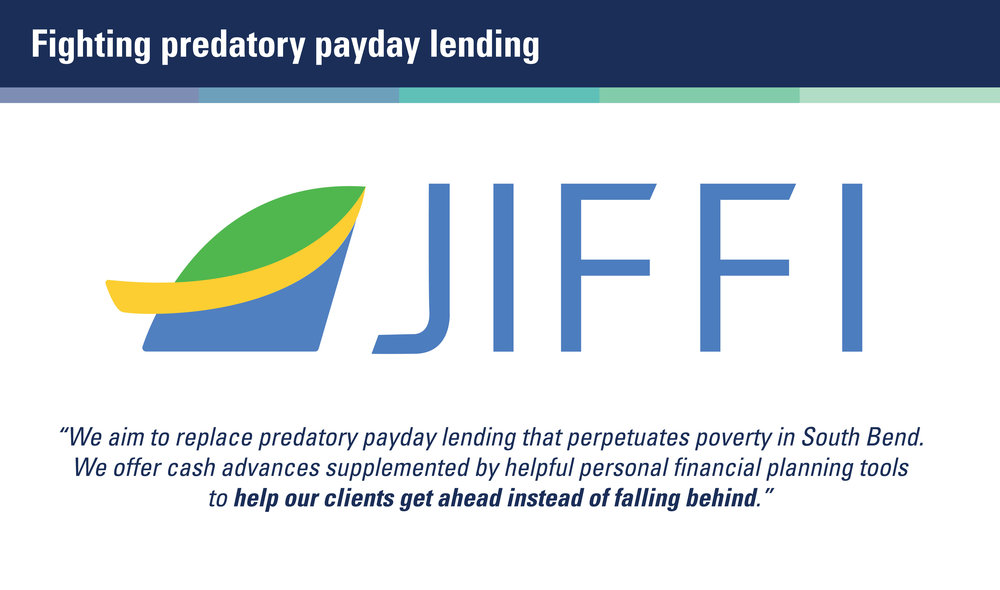 Fighting predatory payday lending
JIFFI
“We aim to replace predatory payday lending that perpetuates poverty in South Bend.
We offer cash advances supplemented by helpful personal financial planning tools
to help our clients get ahead instead of falling behind.”